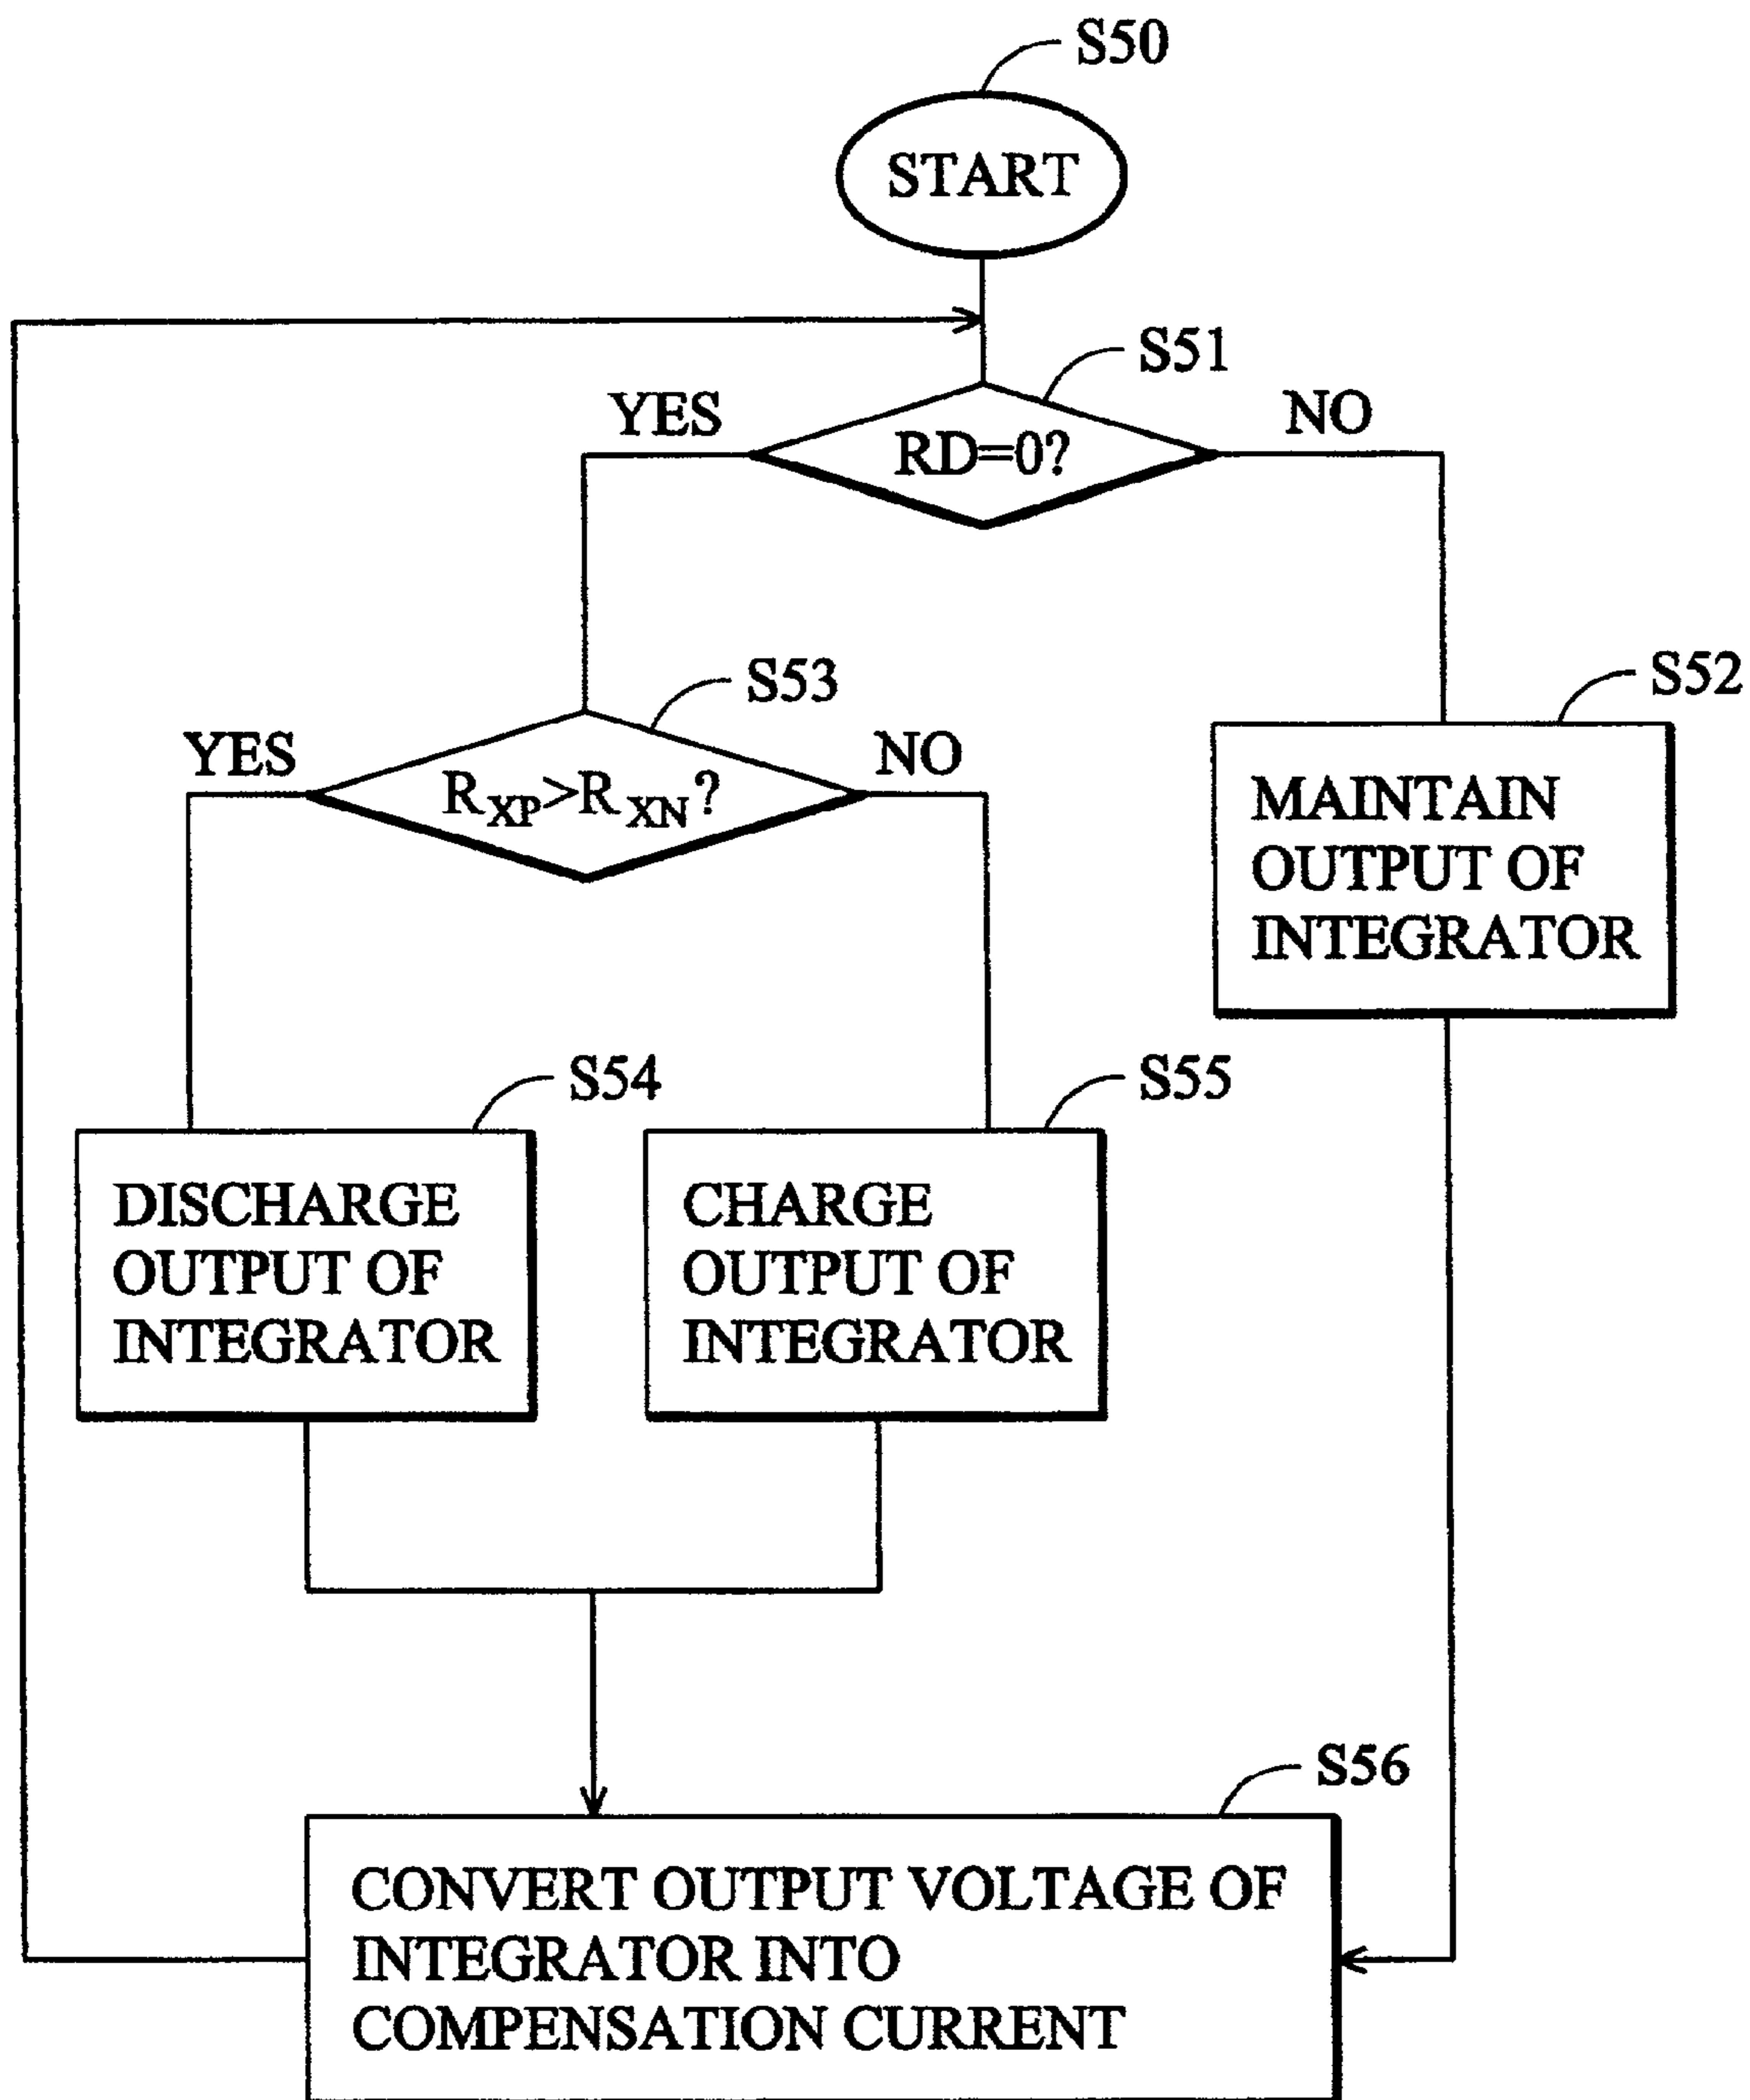 S50
START
S51
YES
RD=0?
NO
S53
S52
YES
R_XP>R_XN?
NO
MAINTAIN
OUTPUT OF
INTEGRATOR
S54
S55
DISCHARGE
OUTPUT OF
INTEGRATOR
CHARGE
OUTPUT OF
INTEGRATOR
S56
CONVERT OUTPUT VOLTAGE OF
INTEGRATOR INTO
COMPENSATION CURRENT